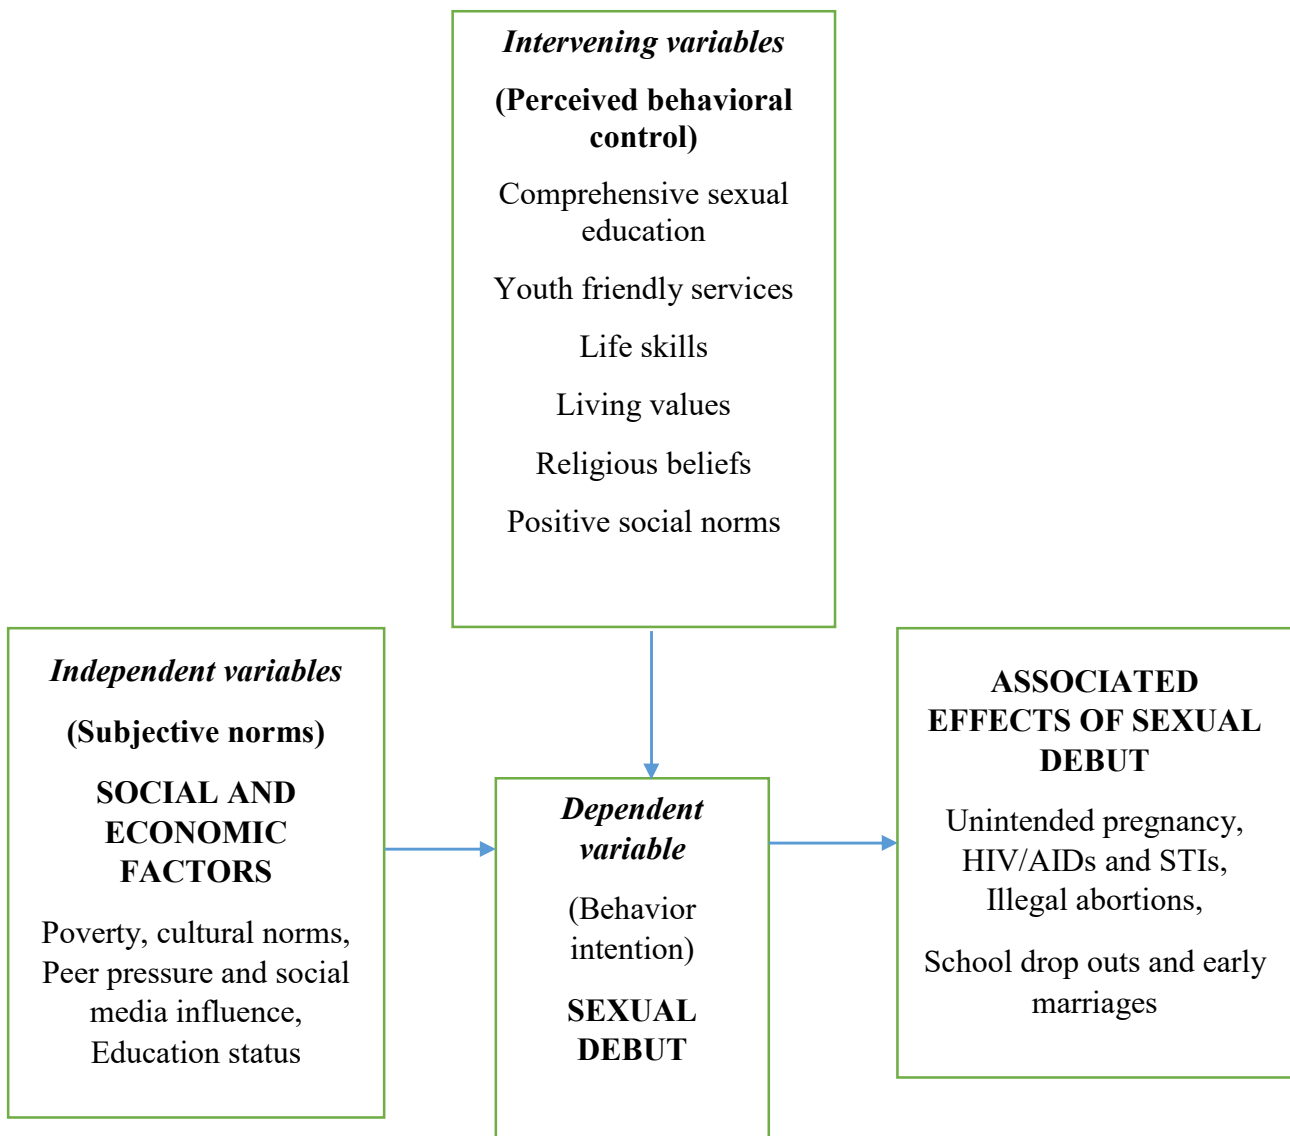 Intervening variables
(Perceived behavioral
control)
Comprehensive sexual
education
Youth friendly services
Life skills
Living values
Religious beliefs
Positive social norms
Independent variables
(Subjective norms)
SOCIAL AND
ECONOMIC
FACTORS
Poverty, cultural norms,
Peer pressure and social
media influence,
Education status
Dependent
variable
(Behavior
intention)
SEXUAL
DEBUT
ASSOCIATED
EFFECTS OF SEXUAL
DEBUT
Unintended pregnancy,
HIV/AIDs and STIs,
Illegal abortions,
School drop outs and early
marriages